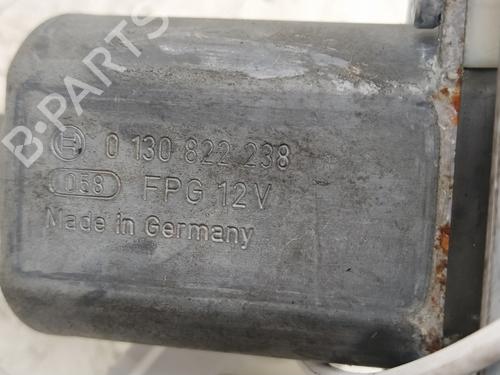 B-PARTS
0 130 822 238
058 FPG 12V
Made in Germany